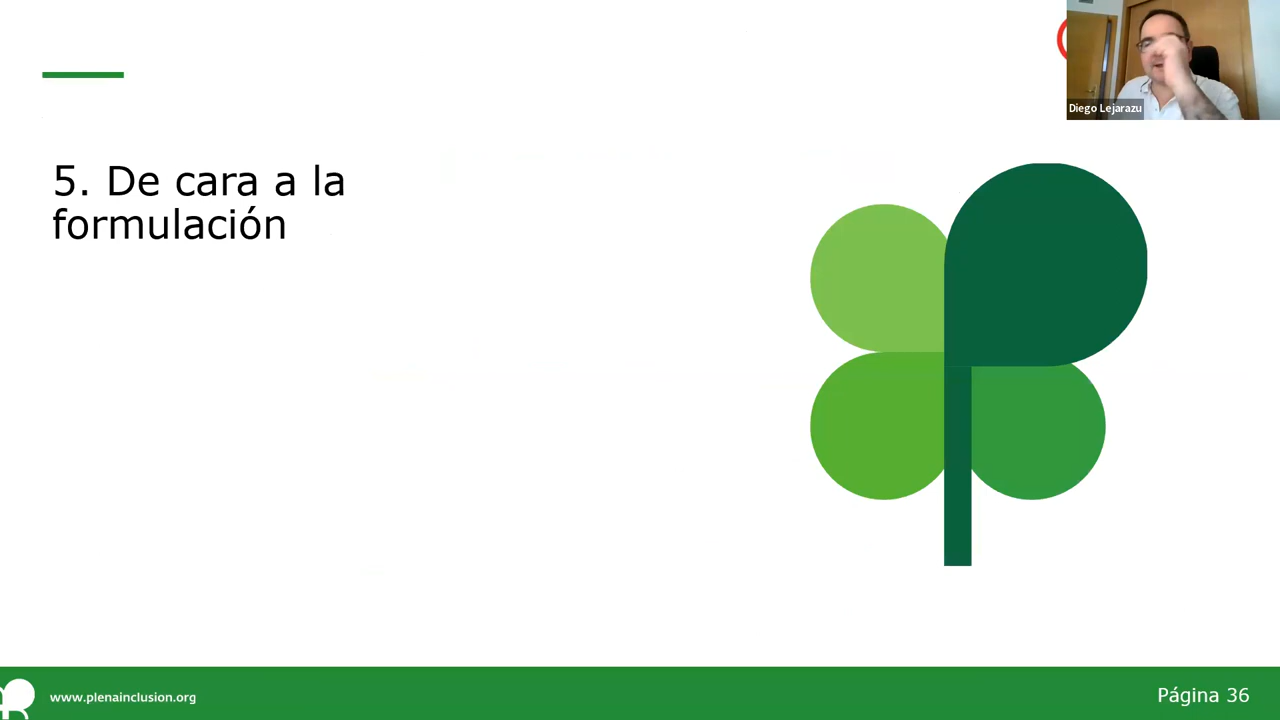 Diego Lejarazu
5. De cara a la
formulación
www.plenainclusion.org
Página 36